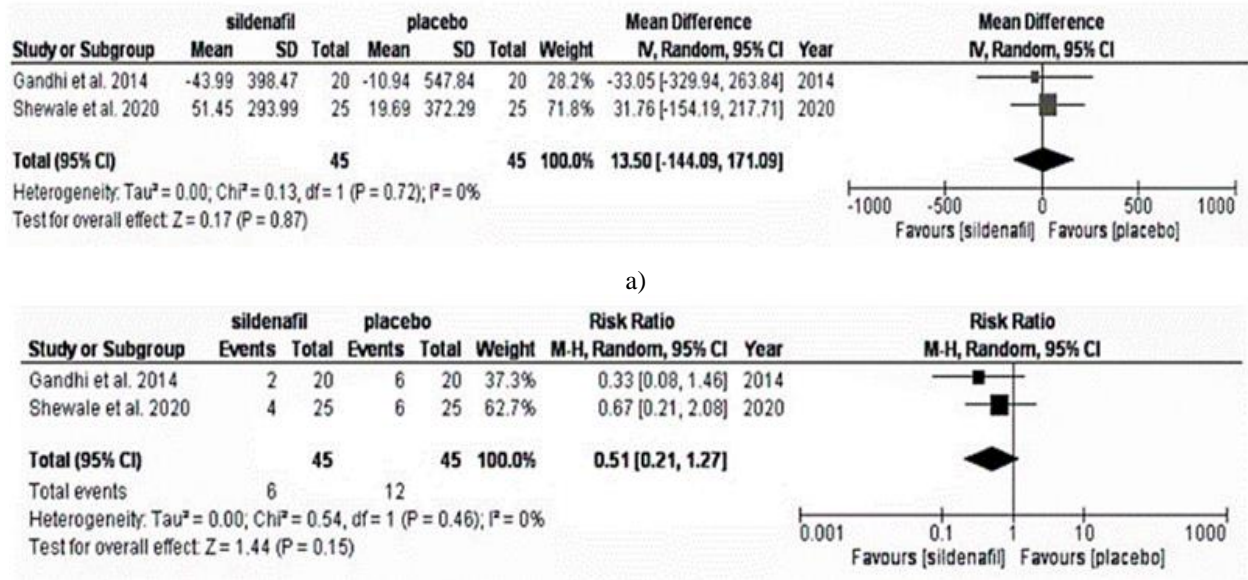 sildenafil placebo Mean Difference Mean Difference
Study or Subgroup Mean SD Total Mean SD Total Weight IV, Random, 95% CI Year IV, Random, 95% CI
Gandhi et al. 2014 -43.99 398.47 20 -10.94 547.84 20 28.2% -33.05 [-329.94, 263.84] 2014
Shewale et al. 2020 51.45 293.99 25 19.69 372.29 25 71.8% 31.76 [-154.19, 217.71] 2020
Total (95% CI) 45 45 100.0% 13.50 [-144.09, 171.09]
Heterogeneity: Tau² = 0.00; Chi² = 0.13, df = 1 (P = 0.72); I² = 0%
Test for overall effect: Z = 0.17 (P = 0.87)
-1000 -500 0 500 1000
Favours [sildenafil] Favours [placebo]
a)
sildenafil placebo Risk Ratio Risk Ratio
Study or Subgroup Events Total Events Total Weight M-H, Random, 95% CI Year M-H, Random, 95% CI
Gandhi et al. 2014 2 20 6 20 37.3% 0.33 [0.08, 1.46] 2014
Shewale et al. 2020 4 25 6 25 62.7% 0.67 [0.21, 2.08] 2020
Total (95% CI) 45 45 100.0% 0.51 [0.21, 1.27]
Total events 6 12
Heterogeneity: Tau² = 0.00; Chi² = 0.54, df = 1 (P = 0.46); I² = 0%
Test for overall effect: Z = 1.44 (P = 0.15)
0.001 0.1 1 10 1000
Favours [sildenafil] Favours [placebo]